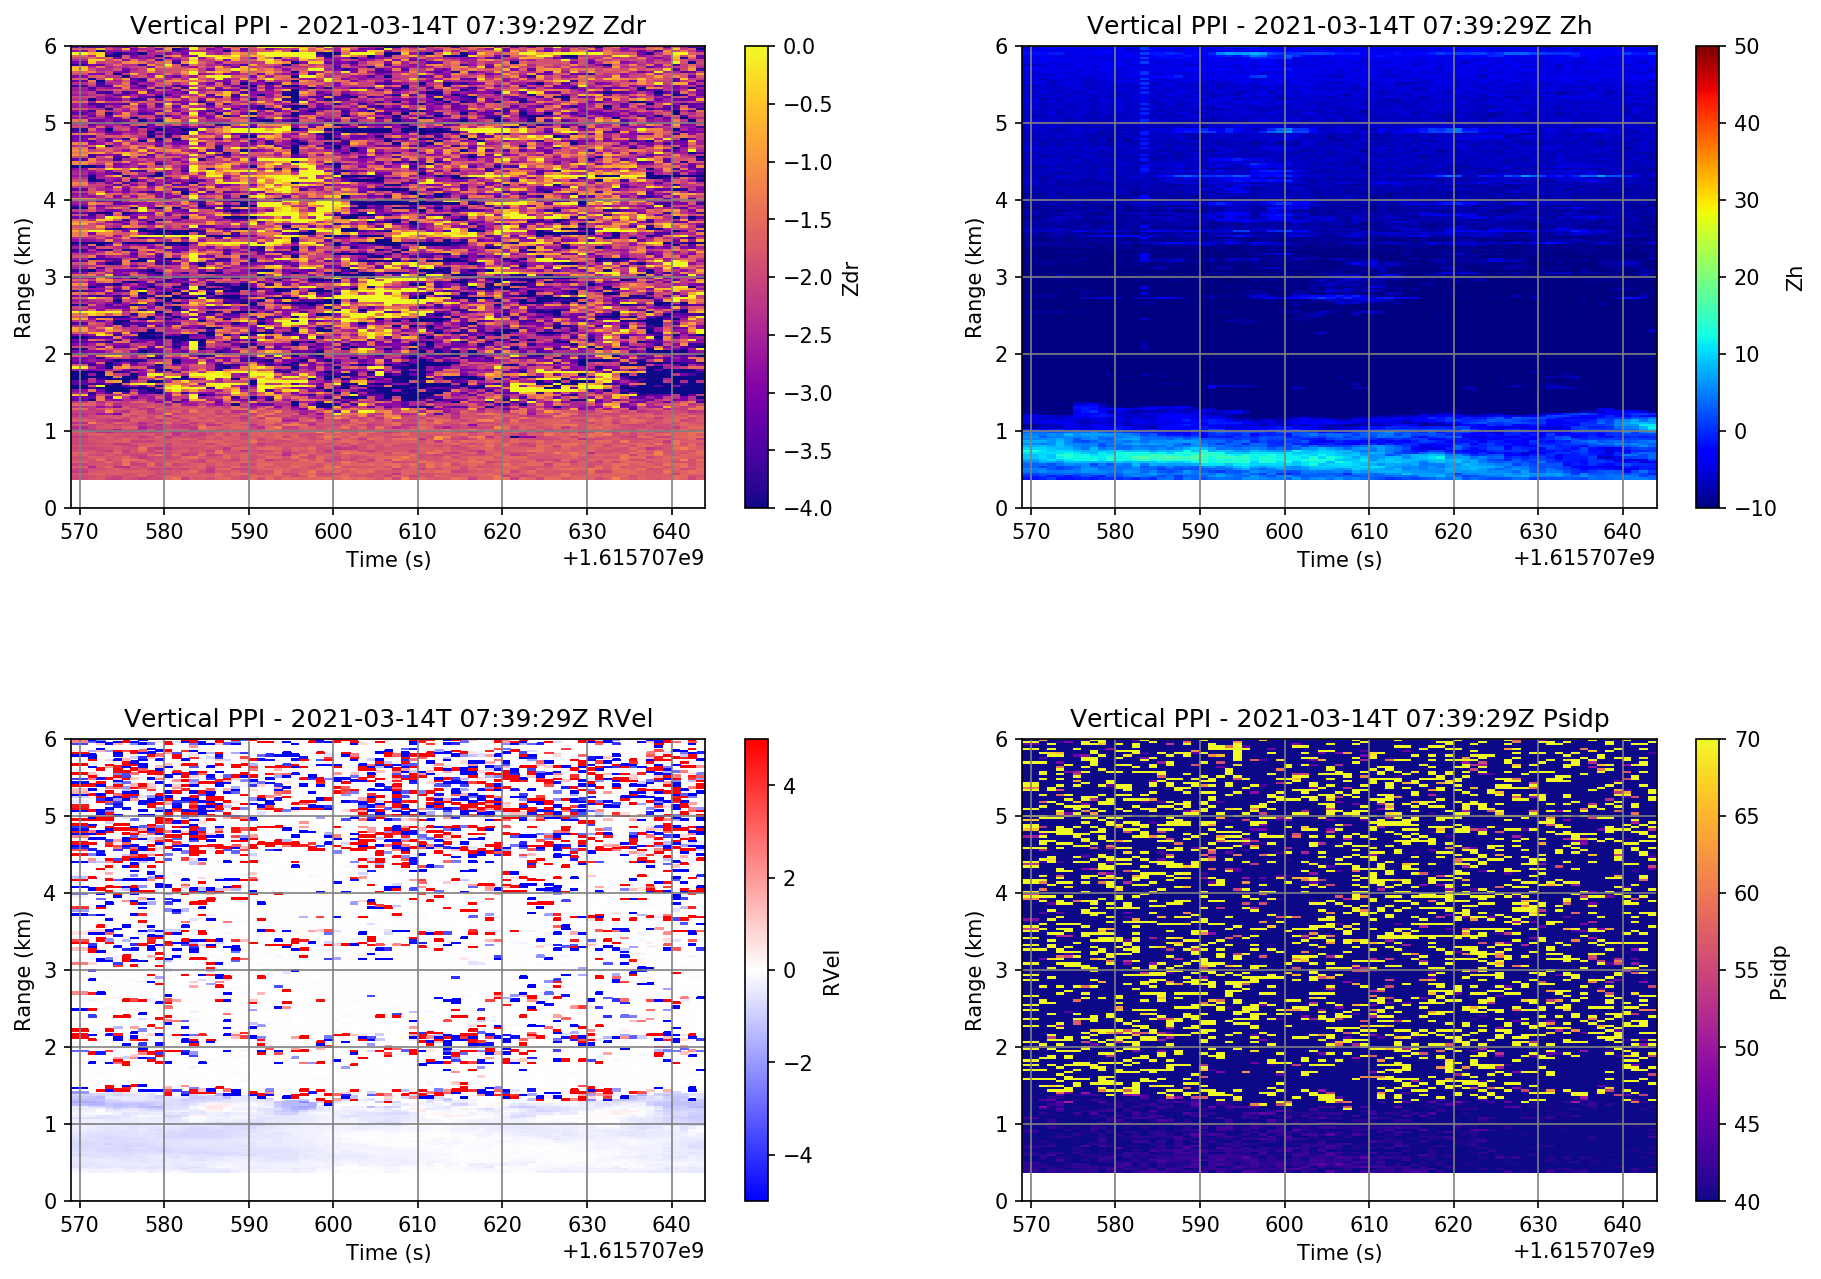 Vertical PPI - 2021-03-14T 07:39:29Z Zdr
6
5
4
3
2
1
0
Range (km)
570 580 590 600 610 620 630 640
Time (s)
+1.615707e9
0.0
−0.5
−1.0
−1.5
−2.0
−2.5
−3.0
−3.5
−4.0
Zdr
Vertical PPI - 2021-03-14T 07:39:29Z Zh
6
5
4
3
2
1
0
Range (km)
570 580 590 600 610 620 630 640
Time (s)
+1.615707e9
50
40
30
20
10
0
−10
Zh
Vertical PPI - 2021-03-14T 07:39:29Z RVel
6
5
4
3
2
1
0
Range (km)
570 580 590 600 610 620 630 640
Time (s)
+1.615707e9
4
2
0
−2
−4
RVel
Vertical PPI - 2021-03-14T 07:39:29Z Psidp
6
5
4
3
2
1
0
Range (km)
570 580 590 600 610 620 630 640
Time (s)
+1.615707e9
70
65
60
55
50
45
40
Psidp